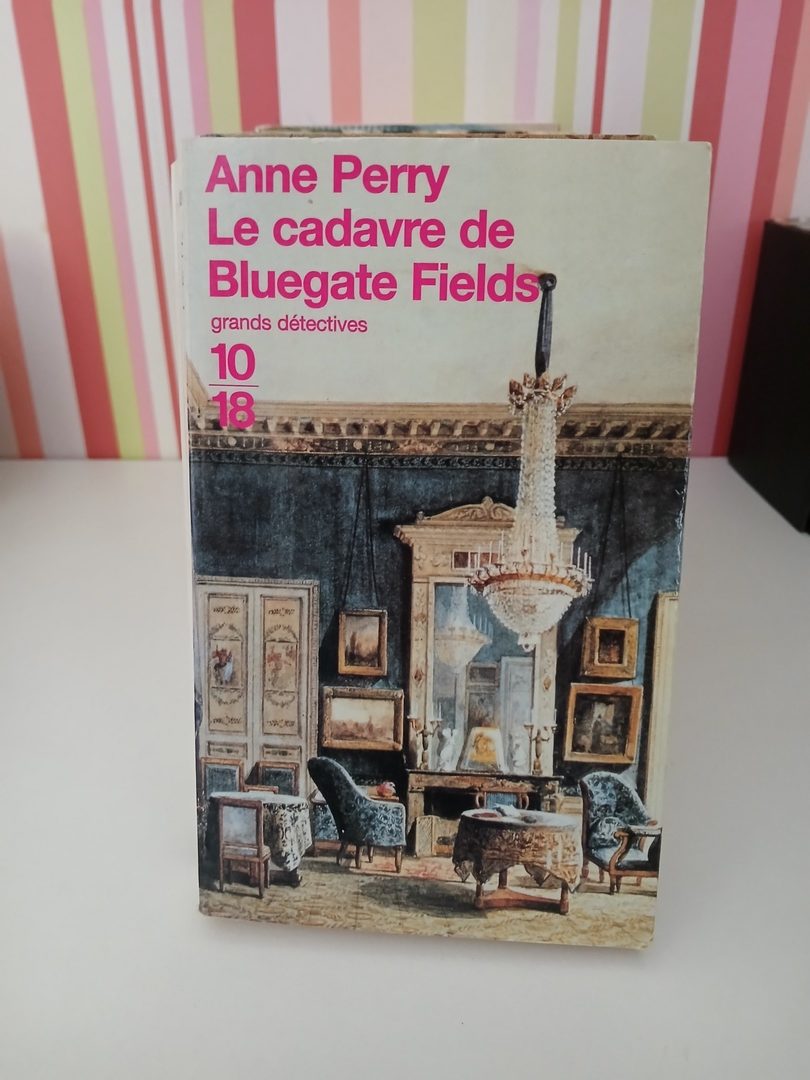 Anne Perry
Le cadavre de
Bluegate Fields
grands détectives
10
18